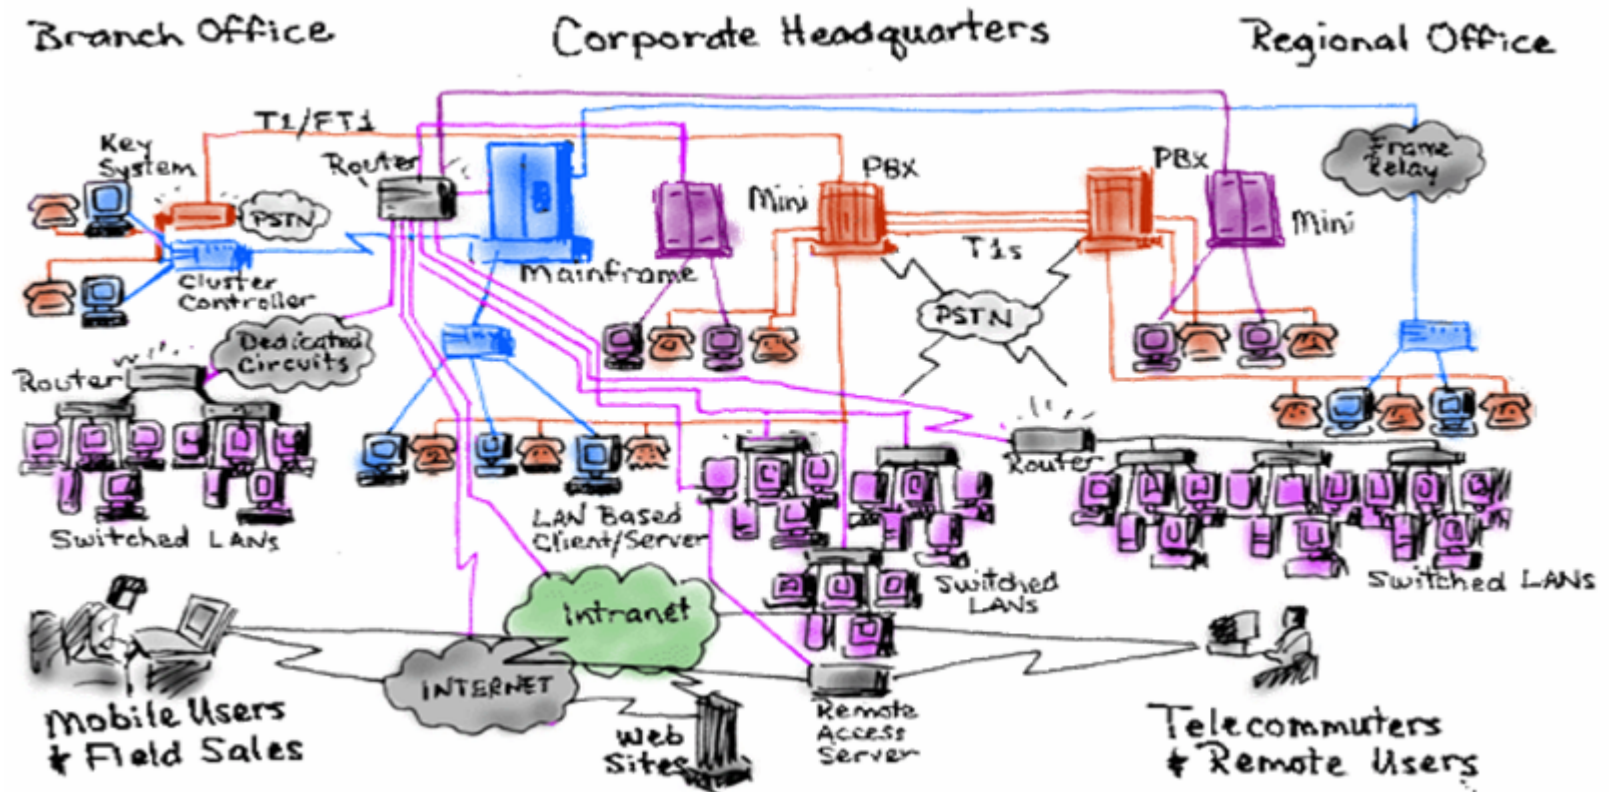 Branch Office
Corporate Headquarters
Regional Office
T1/FT1
Key
System
Router
PBX
PBX
Frame
Relay
PSTN
Mini
Mini
T1s
Mainframe
Cluster
Controller
PSTN
Dedicated
Circuits
Router
Router
LAN Based
Client/Server
Switched LANs
Switched
LANs
Switched LANs
Intranet
INTERNET
Mobile Users
& Field Sales
Web
Sites
Remote
Access
Server
Telecommuters
& Remote Users